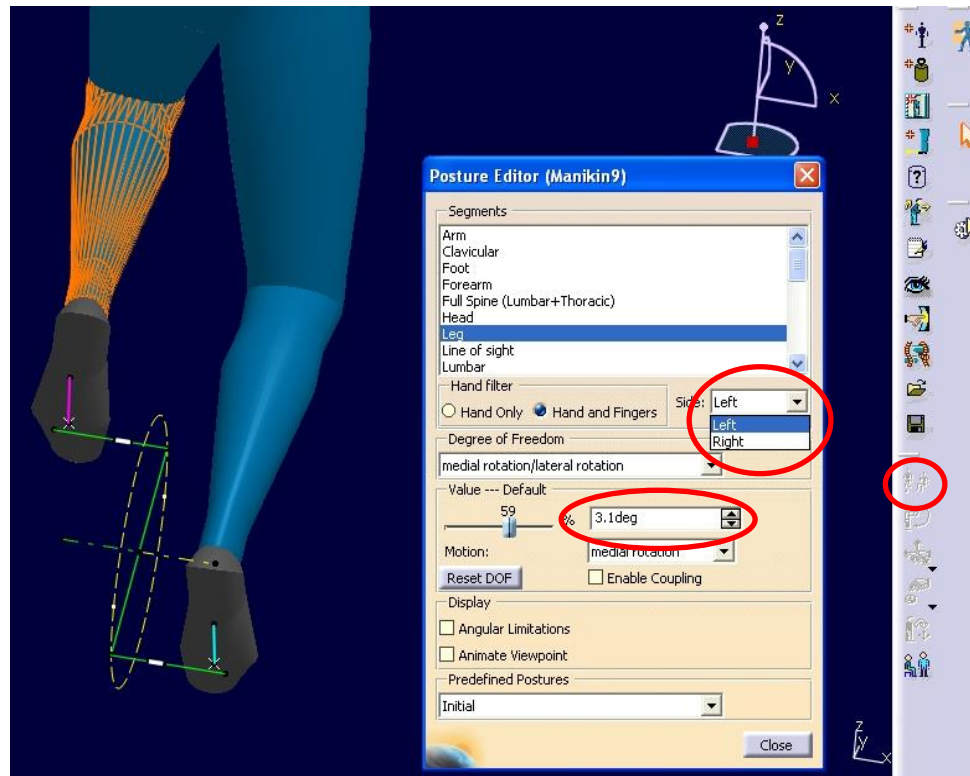 z
y
x
Posture Editor (Manikin9)
Segments
Arm
Clavicular
Foot
Forearm
Full Spine (Lumbar+Thoracic)
Head
Leg
Line of sight
Lumbar
Hand filter
Hand Only Hand and Fingers
Side: Left
Left
Right
Degree of Freedom
medial rotation/lateral rotation
Value --- Default
59
% 3.1deg
Motion: medial rotation
Reset DOF Enable Coupling
Display
Angular Limitations
Animate Viewpoint
Predefined Postures
Initial
Close
z
y
x